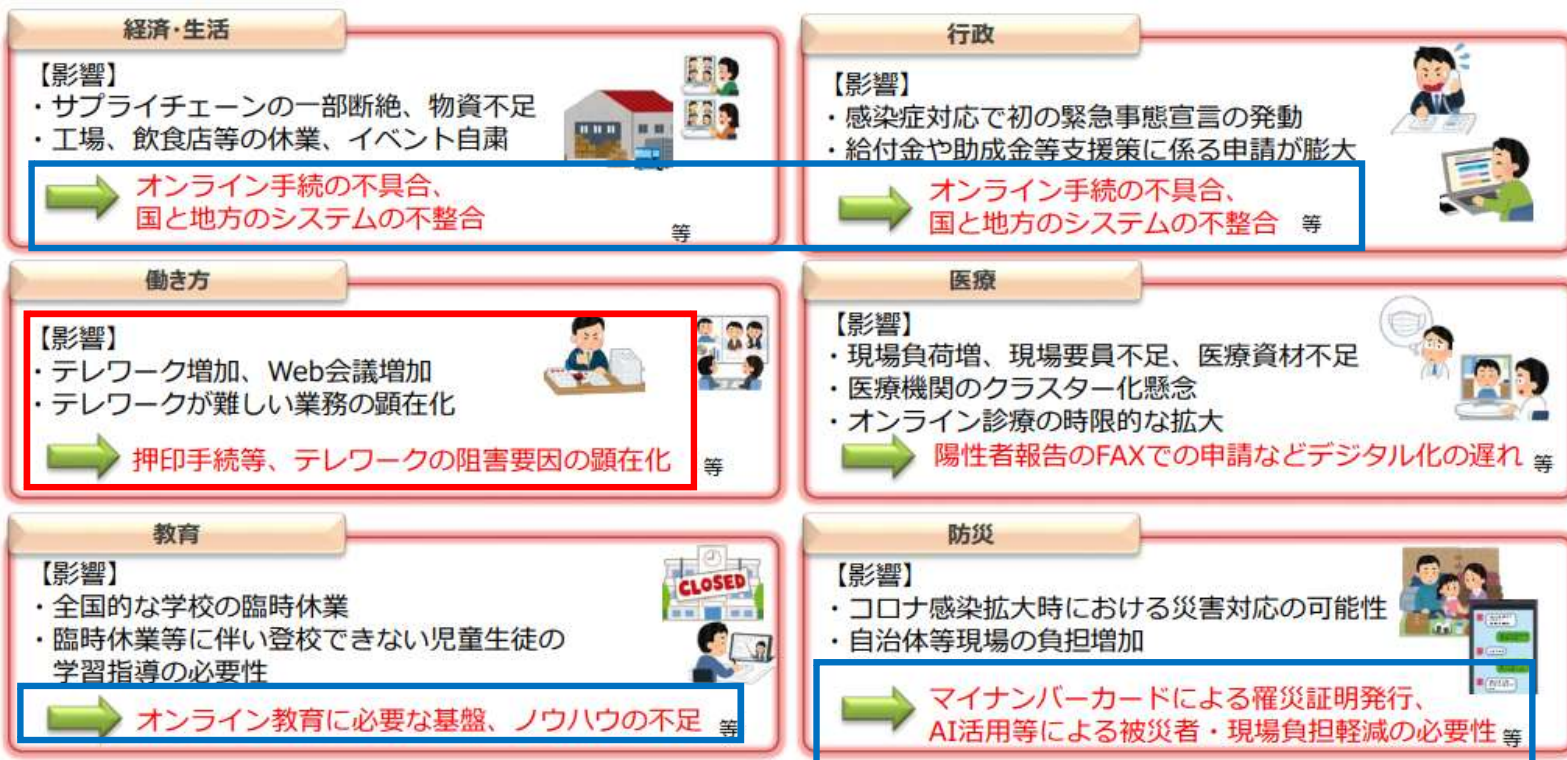 経済・生活
【影響】
・サプライチェーンの一部断絶、物資不足
・工場、飲食店等の休業、イベント自粛
オンライン手続の不具合、
国と地方のシステムの不整合
等
行政
【影響】
・感染症対応で初の緊急事態宣言の発動
・給付金や助成金等支援策に係る申請が膨大
オンライン手続の不具合、
国と地方のシステムの不整合 等
働き方
【影響】
・テレワーク増加、Web会議増加
・テレワークが難しい業務の顕在化
押印手続等、テレワークの阻害要因の顕在化 等
医療
【影響】
・現場負荷増、現場要員不足、医療資材不足
・医療機関のクラスター化懸念
・オンライン診療の時限的な拡大
陽性者報告のFAXでの申請などデジタル化の遅れ 等
教育
【影響】
・全国的な学校の臨時休業
・臨時休業等に伴い登校できない児童生徒の
学習指導の必要性
CLOSED
オンライン教育に必要な基盤、ノウハウの不足 等
防災
【影響】
・コロナ感染拡大時における災害対応の可能性
・自治体等現場の負担増加
マイナンバーカードによる罹災証明発行、
AI活用等による被災者・現場負担軽減の必要性 等